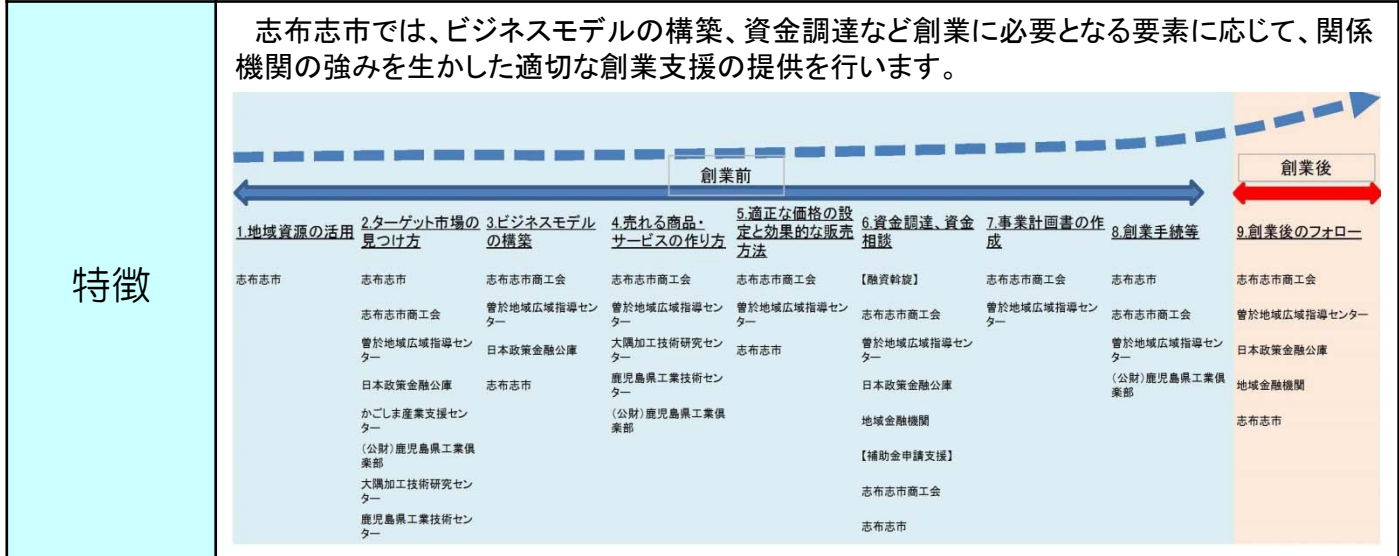 特徴
志布志市では、ビジネスモデルの構築、資金調達など創業に必要となる要素に応じて、関係
機関の強みを生かした適切な創業支援の提供を行います。
創業前
創業後
1.地域資源の活用
志布志市
2.ターゲット市場の
見つけ方
志布志市
志布志市商工会
曽於地域広域指導セン
ター
日本政策金融公庫
かごしま産業支援セン
ター
(公財)鹿児島県工業倶
楽部
大隅加工技術研究セン
ター
鹿児島県工業技術セン
ター
3.ビジネスモデル
の構築
志布志市商工会
曽於地域広域指導セン
ター
日本政策金融公庫
志布志市
4.売れる商品・
サービスの作り方
志布志市商工会
曽於地域広域指導セン
ター
大隅加工技術研究セン
ター
鹿児島県工業技術セン
ター
(公財)鹿児島県工業倶
楽部
5.適正な価格の設
定と効果的な販売
方法
志布志市商工会
曽於地域広域指導セン
ター
志布志市
6.資金調達、資金
相談
【融資斡旋】
志布志市商工会
曽於地域広域指導セン
ター
日本政策金融公庫
地域金融機関
【補助金申請支援】
志布志市商工会
志布志市
7.事業計画書の作
成
志布志市商工会
曽於地域広域指導セン
ター
8.創業手続等
志布志市
志布志市商工会
曽於地域広域指導セン
ター
(公財)鹿児島県工業倶
楽部
9.創業後のフォロー
志布志市商工会
曽於地域広域指導センター
日本政策金融公庫
地域金融機関
志布志市